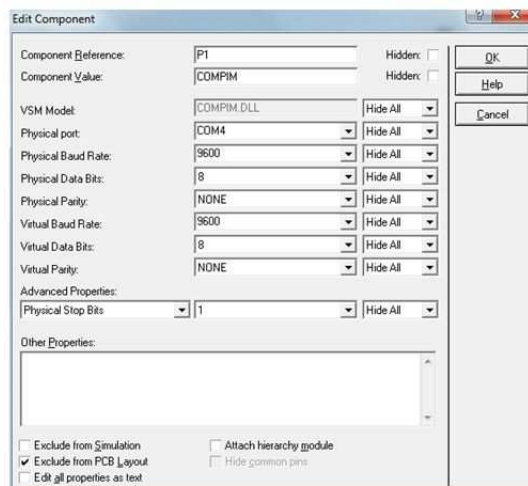 Edit Component
Component Reference: P1 Hidden: OK
Component Value: COMPIM Hidden: Help
VSM Model: COMPIM.DLL Hide All Cancel
Physical port: COM4 Hide All
Physical Baud Rate: 9600 Hide All
Physical Data Bits: 8 Hide All
Physical Parity: NONE Hide All
Virtual Baud Rate: 9600 Hide All
Virtual Data Bits: 8 Hide All
Virtual Parity: NONE Hide All
Advanced Properties:
Physical Stop Bits 1 Hide All
Other Properties:
Exclude from Simulation Attach hierarchy module
Exclude from PCB Layout Hide common pins
Edit all properties as text